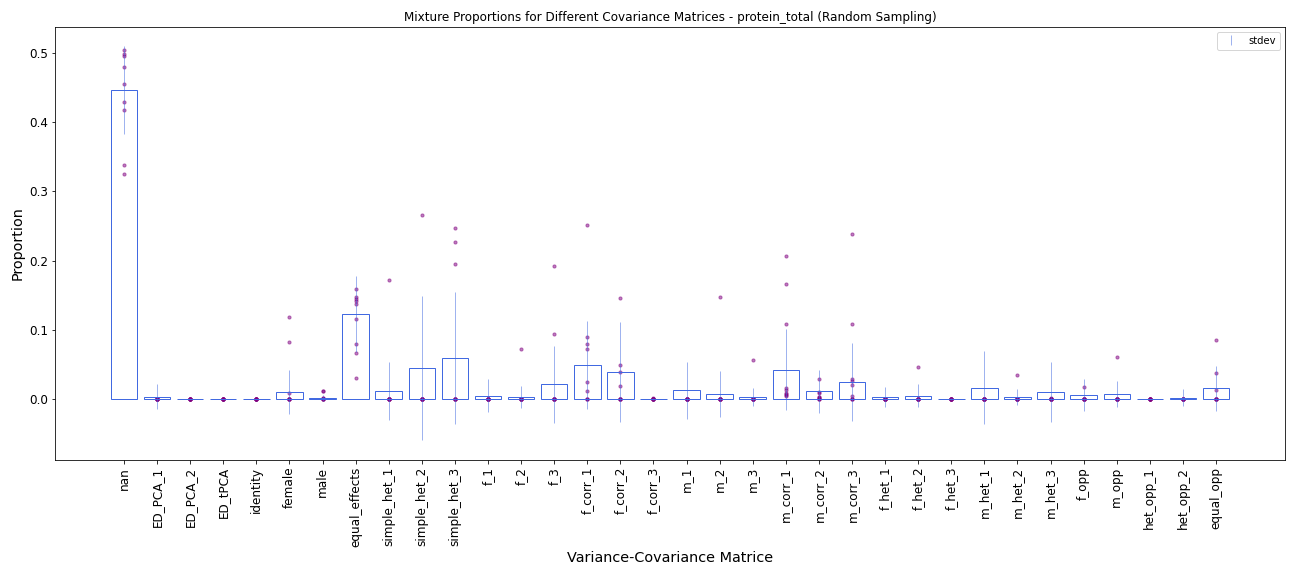 Mixture Proportions for Different Covariance Matrices - protein_total (Random Sampling)
stdev
Proportion
0.5
0.4
0.3
0.2
0.1
0.0
nan
ED_PCA_1
ED_PCA_2
ED_tPCA
identity
female
male
equal_effects
simple_het_1
simple_het_2
simple_het_3
f_1
f_2
f_3
f_corr_1
f_corr_2
f_corr_3
m_1
m_2
m_3
m_corr_1
m_corr_2
m_corr_3
f_het_1
f_het_2
f_het_3
m_het_1
m_het_2
m_het_3
f_opp
m_opp
het_opp_1
het_opp_2
equal_opp
Variance-Covariance Matrice